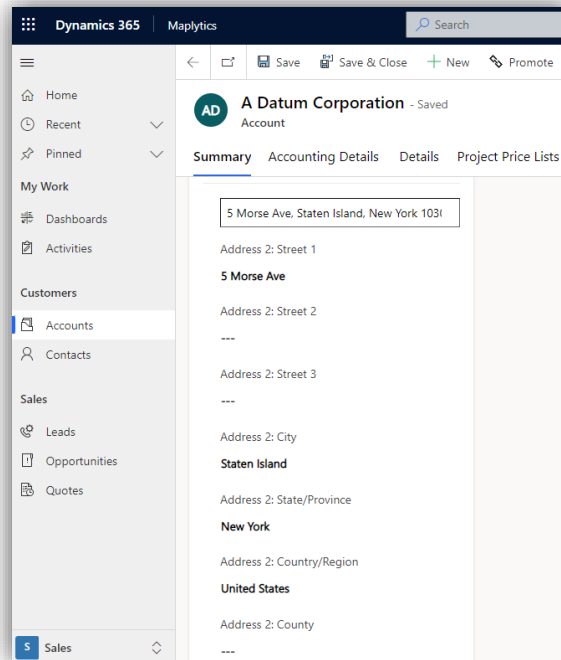 Dynamics 365 Maplytics Search
Save Save & Close New Promote
Home
Recent
Pinned
My Work
Dashboards
Activities
Customers
Accounts
Contacts
Sales
Leads
Opportunities
Quotes
S Sales
AD A Datum Corporation - Saved
Account
Summary Accounting Details Details Project Price Lists
5 Morse Ave, Staten Island, New York
Address 2: Street 1
5 Morse Ave
Address 2: Street 2
---
Address 2: Street 3
---
Address 2: City
Staten Island
Address 2: State/Province
New York
Address 2: Country/Region
United States
Address 2: County
---